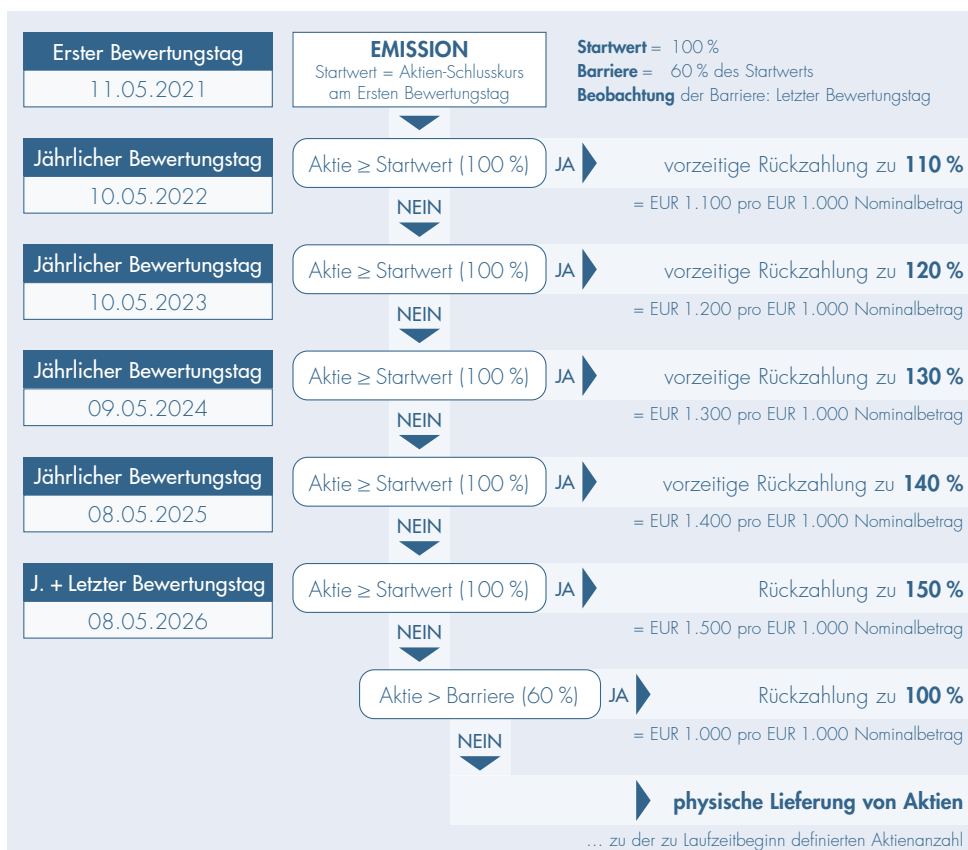 Erster Bewertungstag
11.05.2021
EMISSION
Startwert = Aktien-Schlusskurs
am Ersten Bewertungstag
Startwert = 100 %
Barriere = 60 % des Startwerts
Beobachtung der Barriere: Letzter Bewertungstag
Jährlicher Bewertungstag
10.05.2022
Aktie ≥ Startwert (100 %)
JA
vorzeitige Rückzahlung zu 110 %
= EUR 1.100 pro EUR 1.000 Nominalbetrag
NEIN
Jährlicher Bewertungstag
10.05.2023
Aktie ≥ Startwert (100 %)
JA
vorzeitige Rückzahlung zu 120 %
= EUR 1.200 pro EUR 1.000 Nominalbetrag
NEIN
Jährlicher Bewertungstag
09.05.2024
Aktie ≥ Startwert (100 %)
JA
vorzeitige Rückzahlung zu 130 %
= EUR 1.300 pro EUR 1.000 Nominalbetrag
NEIN
Jährlicher Bewertungstag
08.05.2025
Aktie ≥ Startwert (100 %)
JA
vorzeitige Rückzahlung zu 140 %
= EUR 1.400 pro EUR 1.000 Nominalbetrag
NEIN
J. + Letzter Bewertungstag
08.05.2026
Aktie ≥ Startwert (100 %)
JA
Rückzahlung zu 150 %
= EUR 1.500 pro EUR 1.000 Nominalbetrag
NEIN
Aktie > Barriere (60 %)
JA
Rückzahlung zu 100 %
= EUR 1.000 pro EUR 1.000 Nominalbetrag
NEIN
physische Lieferung von Aktien
... zu der zu Laufzeitbeginn definierten Aktienanzahl